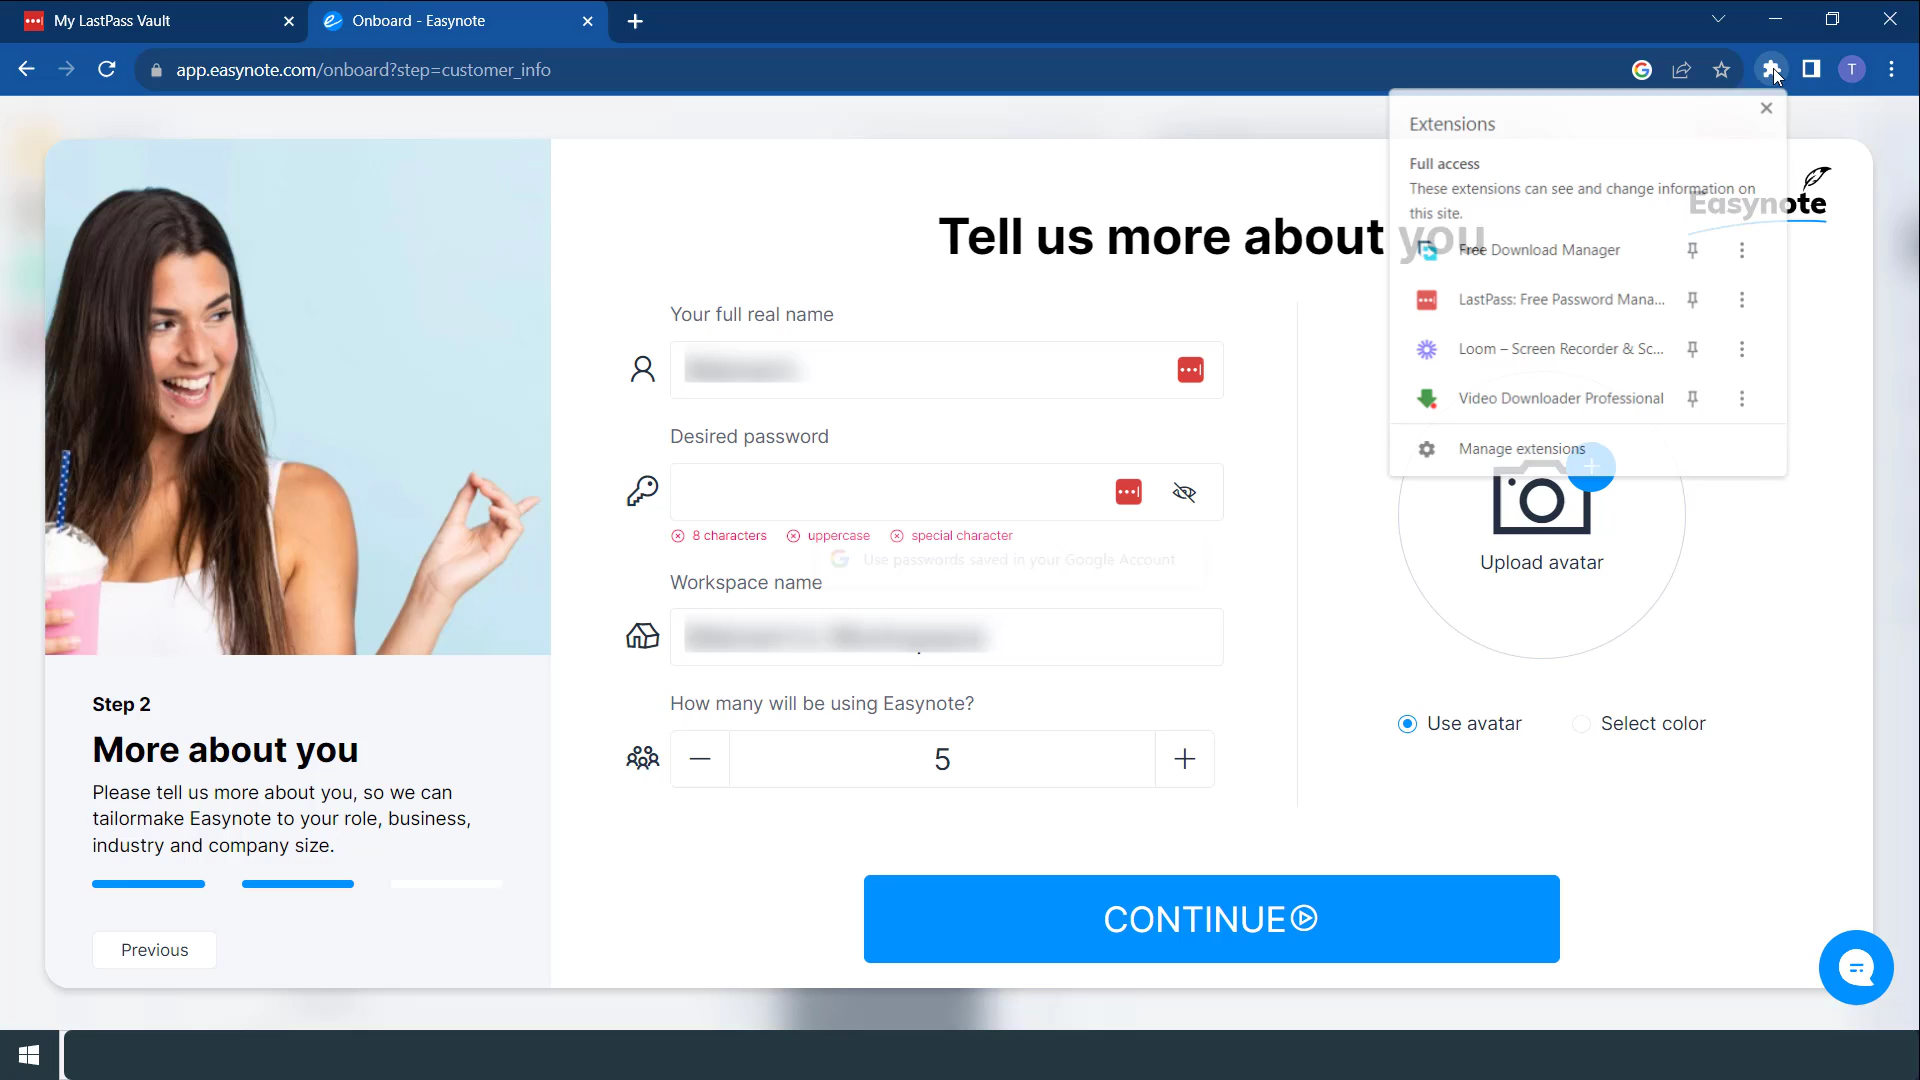 My LastPass Vault
Onboard - Easynote
app.easynote.com/onboard?step=customer_info
T
Extensions
Full access
These extensions can see and change information on
this site.
Free Download Manager
LastPass: Free Password Mana...
Loom – Screen Recorder & Sc...
Video Downloader Professional
Manage extensions
Easynote
Tell us more about you
Your full real name
Desired password
8 characters
uppercase
special character
Use passwords saved in your Google Account
Workspace name
How many will be using Easynote?
5
Upload avatar
Use avatar
Select color
Step 2
More about you
Please tell us more about you, so we can
tailormake Easynote to your role, business,
industry and company size.
Previous
CONTINUE